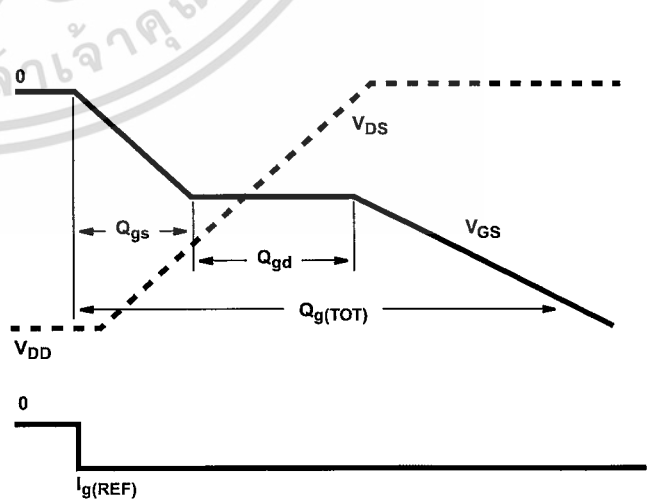 0
V_DS
Q_gs
V_GS
Q_gd
Q_g(TOT)
V_DD
0
I_g(REF)